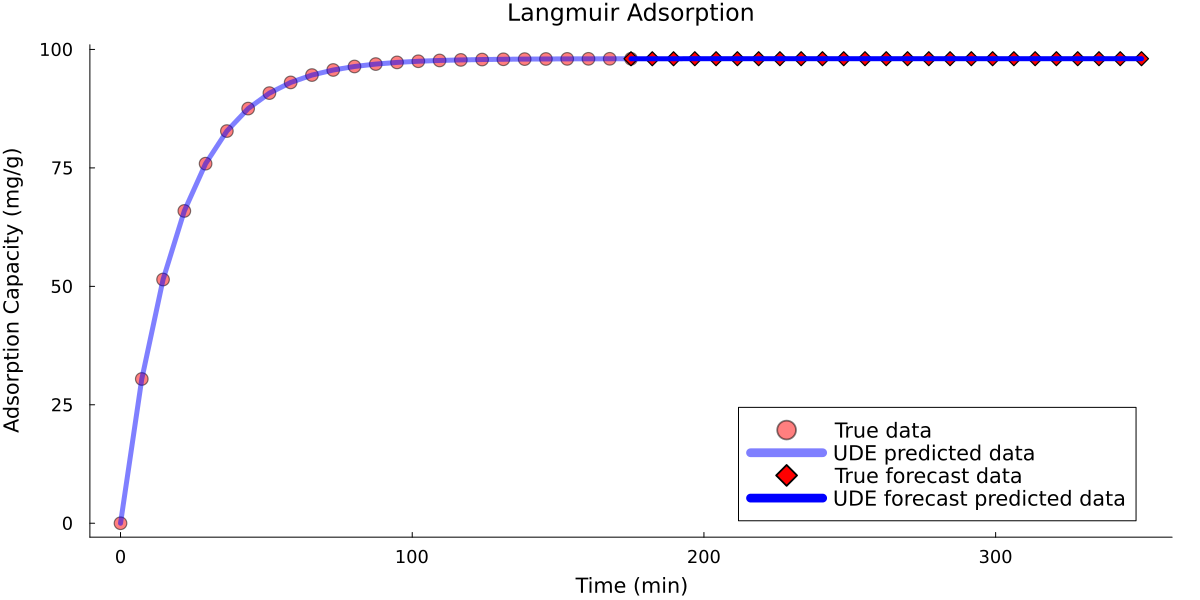 Langmuir Adsorption
Adsorption Capacity (mg/g)
100
75
50
25
0
True data
UDE predicted data
True forecast data
UDE forecast predicted data
0
100
200
300
Time (min)